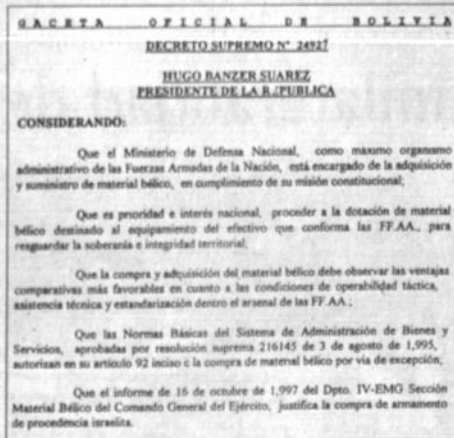 GACETA OFICIAL DE BOLIVIA
DECRETO SUPREMO Nº 24927
HUGO BANZER SUAREZ
PRESIDENTE DE LA R./PUBLICA
CONSIDERANDO:
Que el Ministerio de Defensa Nacional, como máximo organismo
administrativo de las Fuerzas Armadas de la Nación, está encargado de la adquisición
y suministro de material bélico, en cumplimiento de su misión constitucional;
Que es prioridad e interés nacional, proceder a la dotación de material
bélico destinado al equipamiento del efectivo que conforma las FF.AA., para
resguardar la soberanía e integridad territorial;
Que la compra y adquisición del material bélico debe observar las ventajas
comparativas más favorables en cuanto a las condiciones de operabilidad táctica,
asistencia técnica y estandarización dentro el arsenal de las FF.AA.;
Que las Normas Básicas del Sistema de Administración de Bienes y
Servicios, aprobadas por resolución suprema 216145 de 3 de agosto de 1,995,
autorizan en su artículo 92 inciso c la compra de material bélico por vía de excepción;
Que el informe de 16 de octubre de 1,997 del Dpto. IV-EMG Sección
Material Bélico del Comando General del Ejército, justifica la compra de armamento
de procedencia israelita.